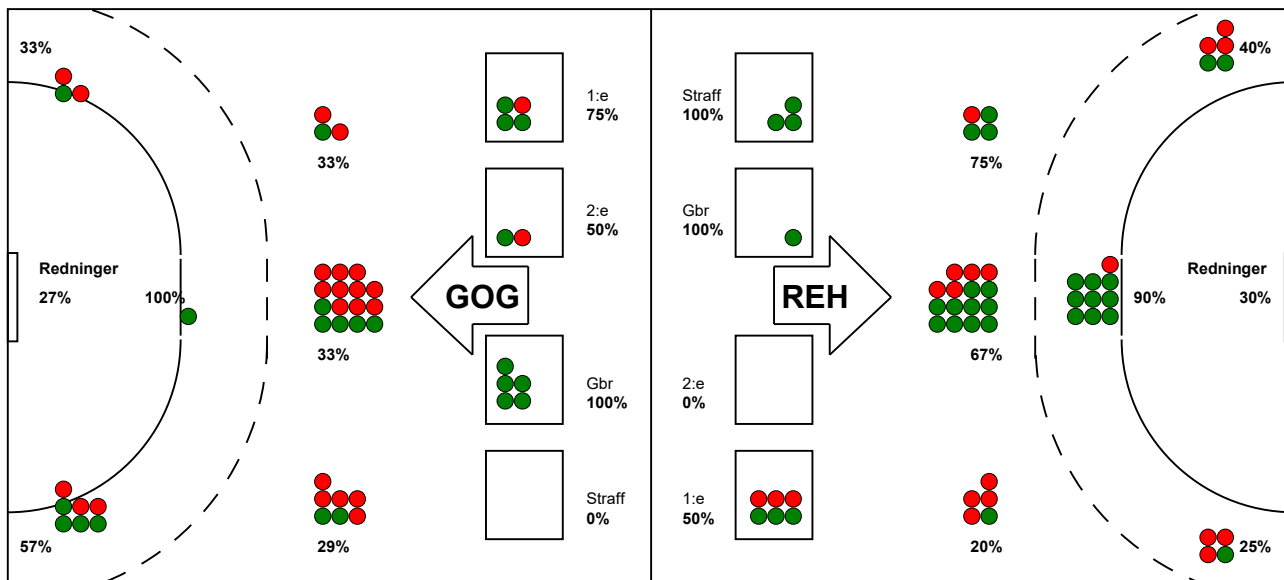 33%
1:e
75%
Straff
100%
40%
33%
75%
2:e
50%
Gbr
100%
Redninger
27%
100%
GOG
REH
90%
Redninger
30%
33%
67%
Gbr
100%
2:e
0%
57%
29%
Straff
0%
1:e
50%
20%
25%